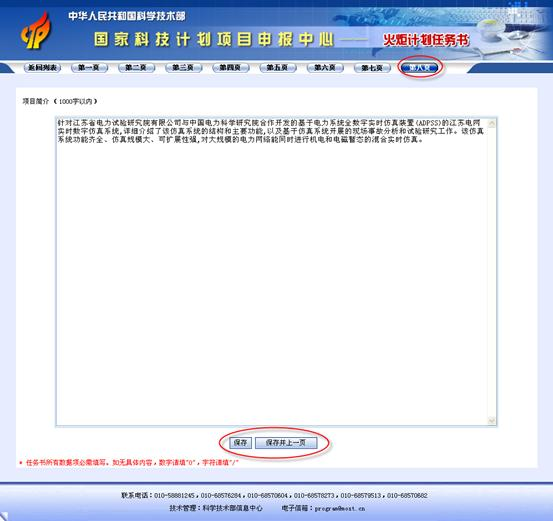 中华人民共和国科学技术部
国家科技计划项目申报中心——火炬计划任务书
返回列表 第一页 第二页 第三页 第四页 第五页 第六页 第七页 第八页
项目简介（1000字以内）
针对江苏省电力试验研究院有限公司与中国电力科学研究院合作开发的基于电力系统全数字实时仿真装置(ADPSS)的江苏电网
实时数字仿真系统,详细介绍了该仿真系统的结构和主要功能,以及基于仿真系统开展的现场事故分析和试验研究工作。该仿真
系统功能齐全、仿真规模大、可扩展性强,对大规模的电力网络能同时进行机电和电磁暂态的混合实时仿真。
保存 保存并上一页
* 任务书所有数据项必需填写。如无具体内容，数字请填"0"，字符请填"/"
联系电话：010-58881245，010-68576284，010-68570604，010-68578273，010-68579513，010-68570682
技术管理：科学技术部信息中心 电子信箱：program@most.cn